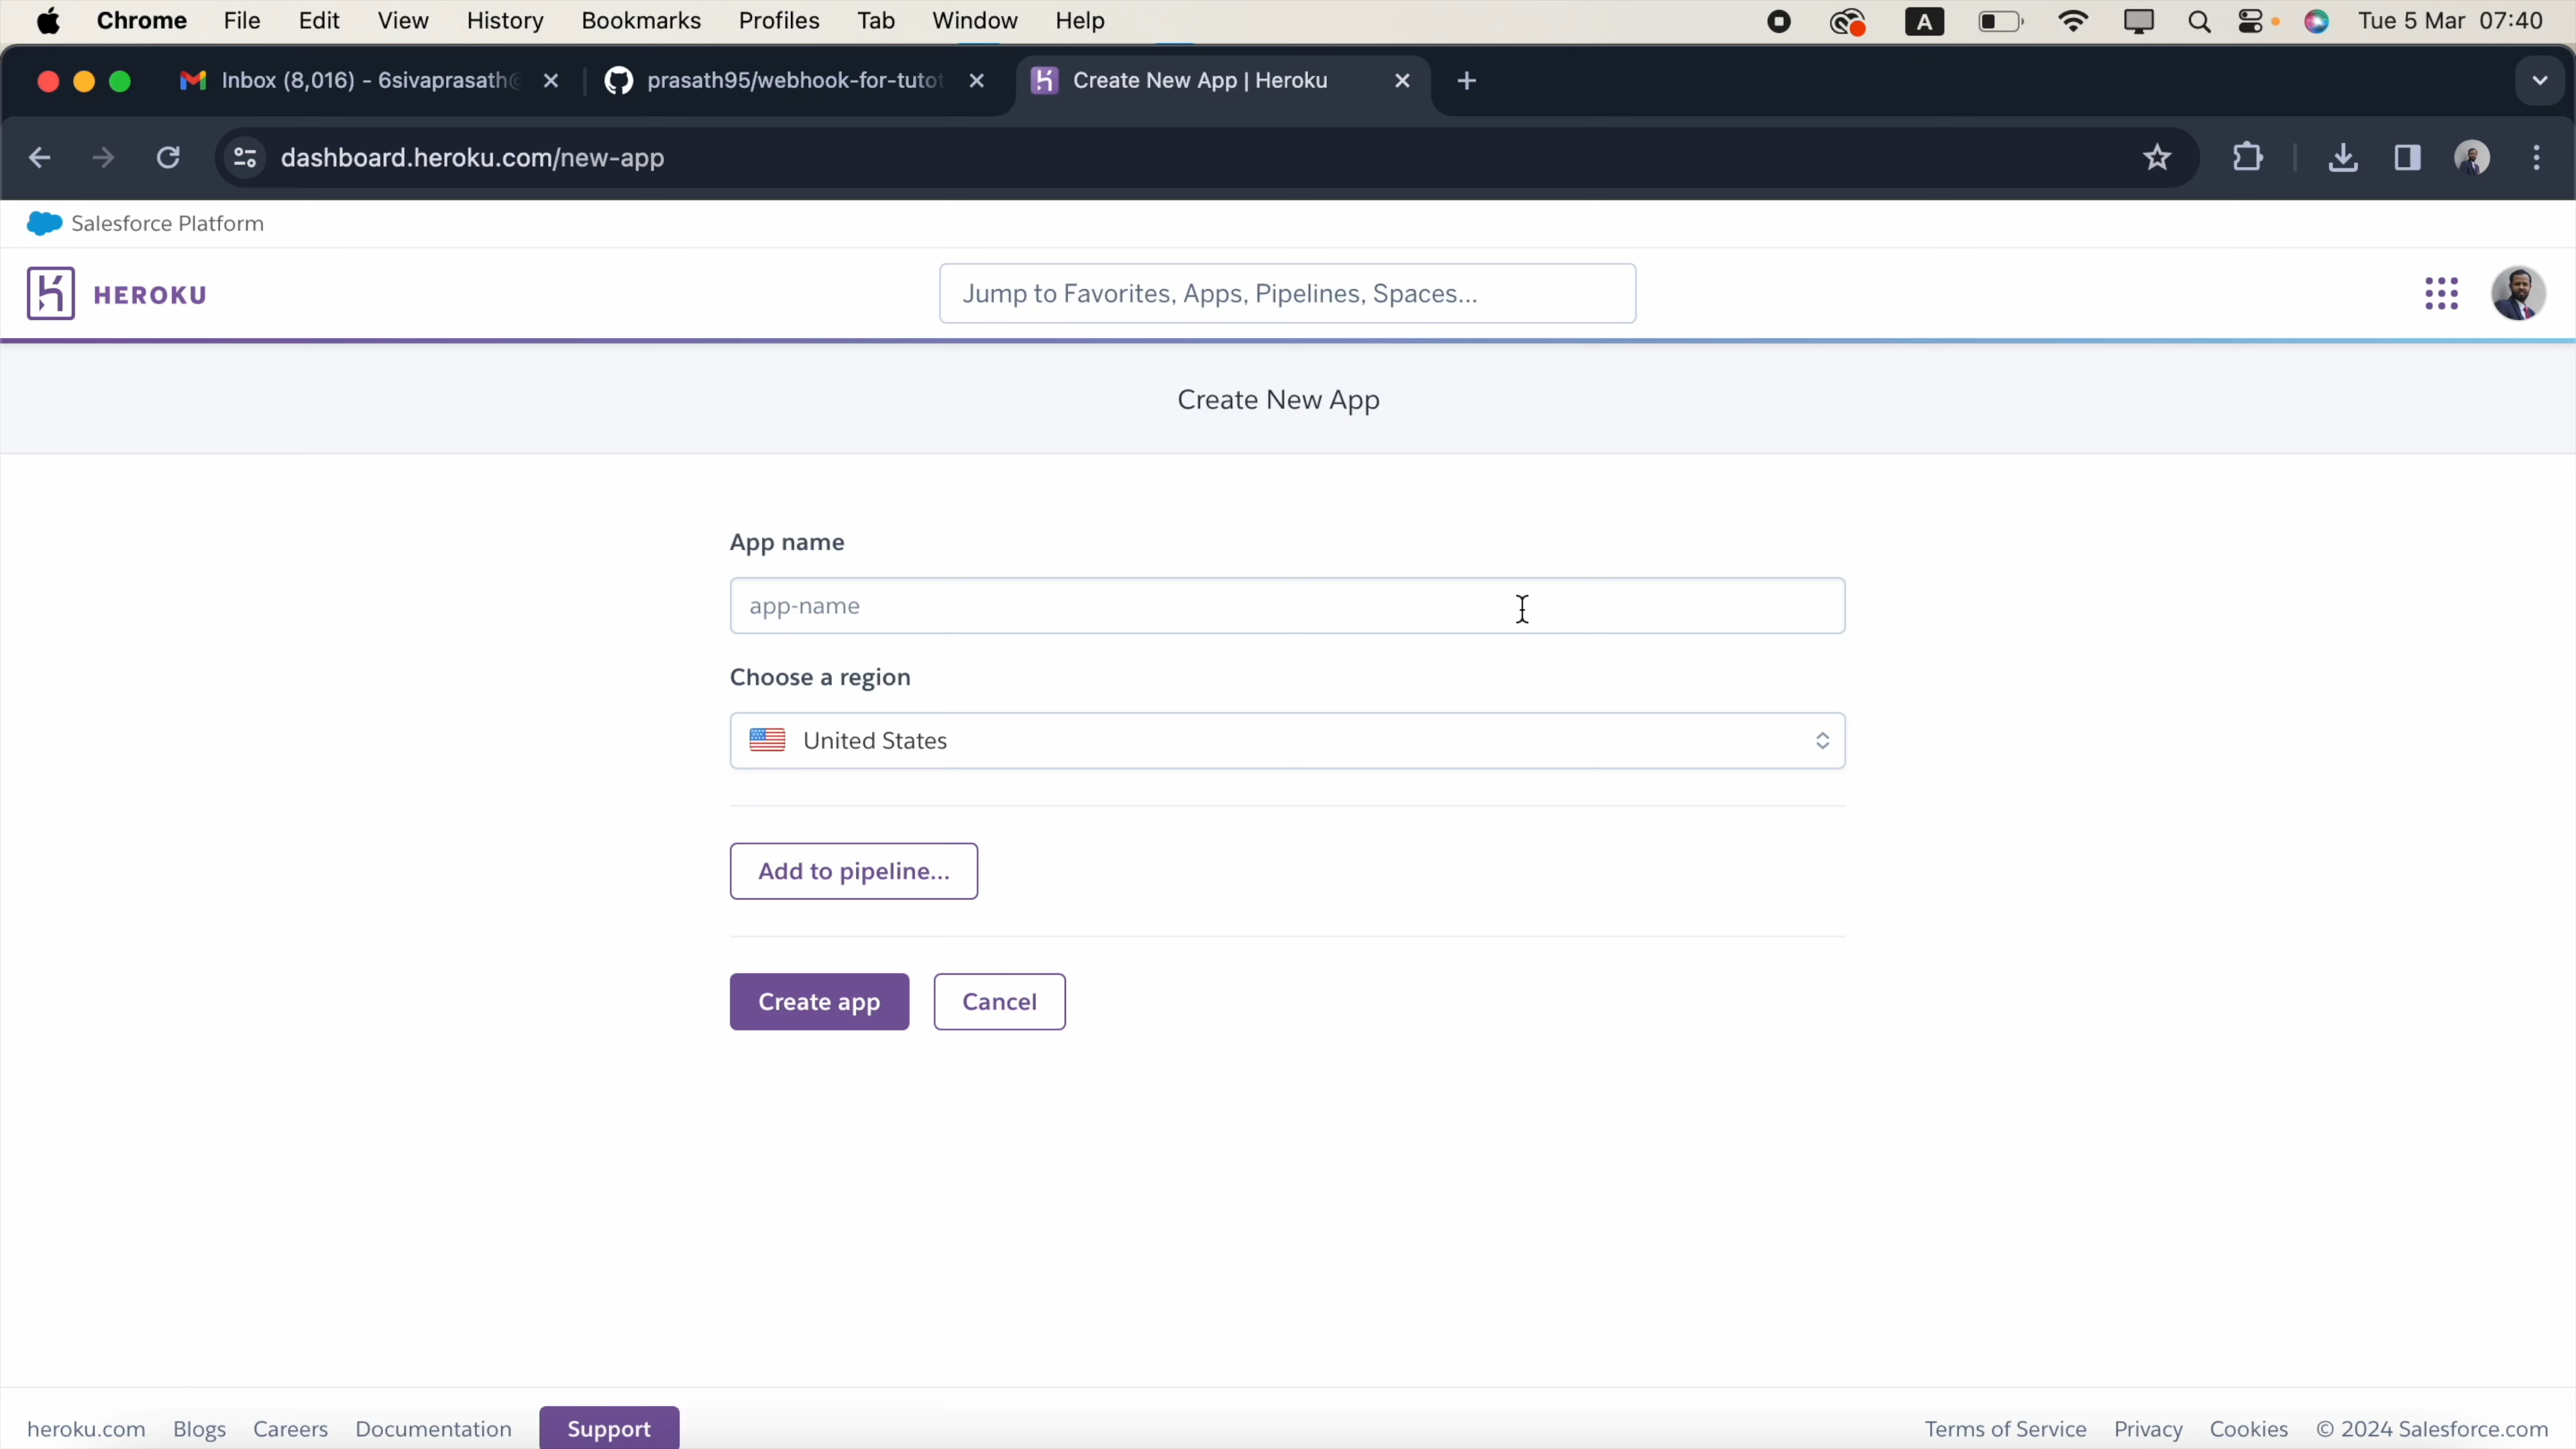 Chrome File Edit View History Bookmarks Profiles Tab Window Help A Tue 5 Mar 07:40
Inbox (8,016) - 6sivaprasath@ prasath95/webhook-for-tutot Create New App | Heroku
dashboard.heroku.com/new-app
Salesforce Platform
HEROKU Jump to Favorites, Apps, Pipelines, Spaces...
Create New App
App name
app-name
Choose a region
United States
Add to pipeline...
Create app Cancel
heroku.com Blogs Careers Documentation Support Terms of Service Privacy Cookies © 2024 Salesforce.com